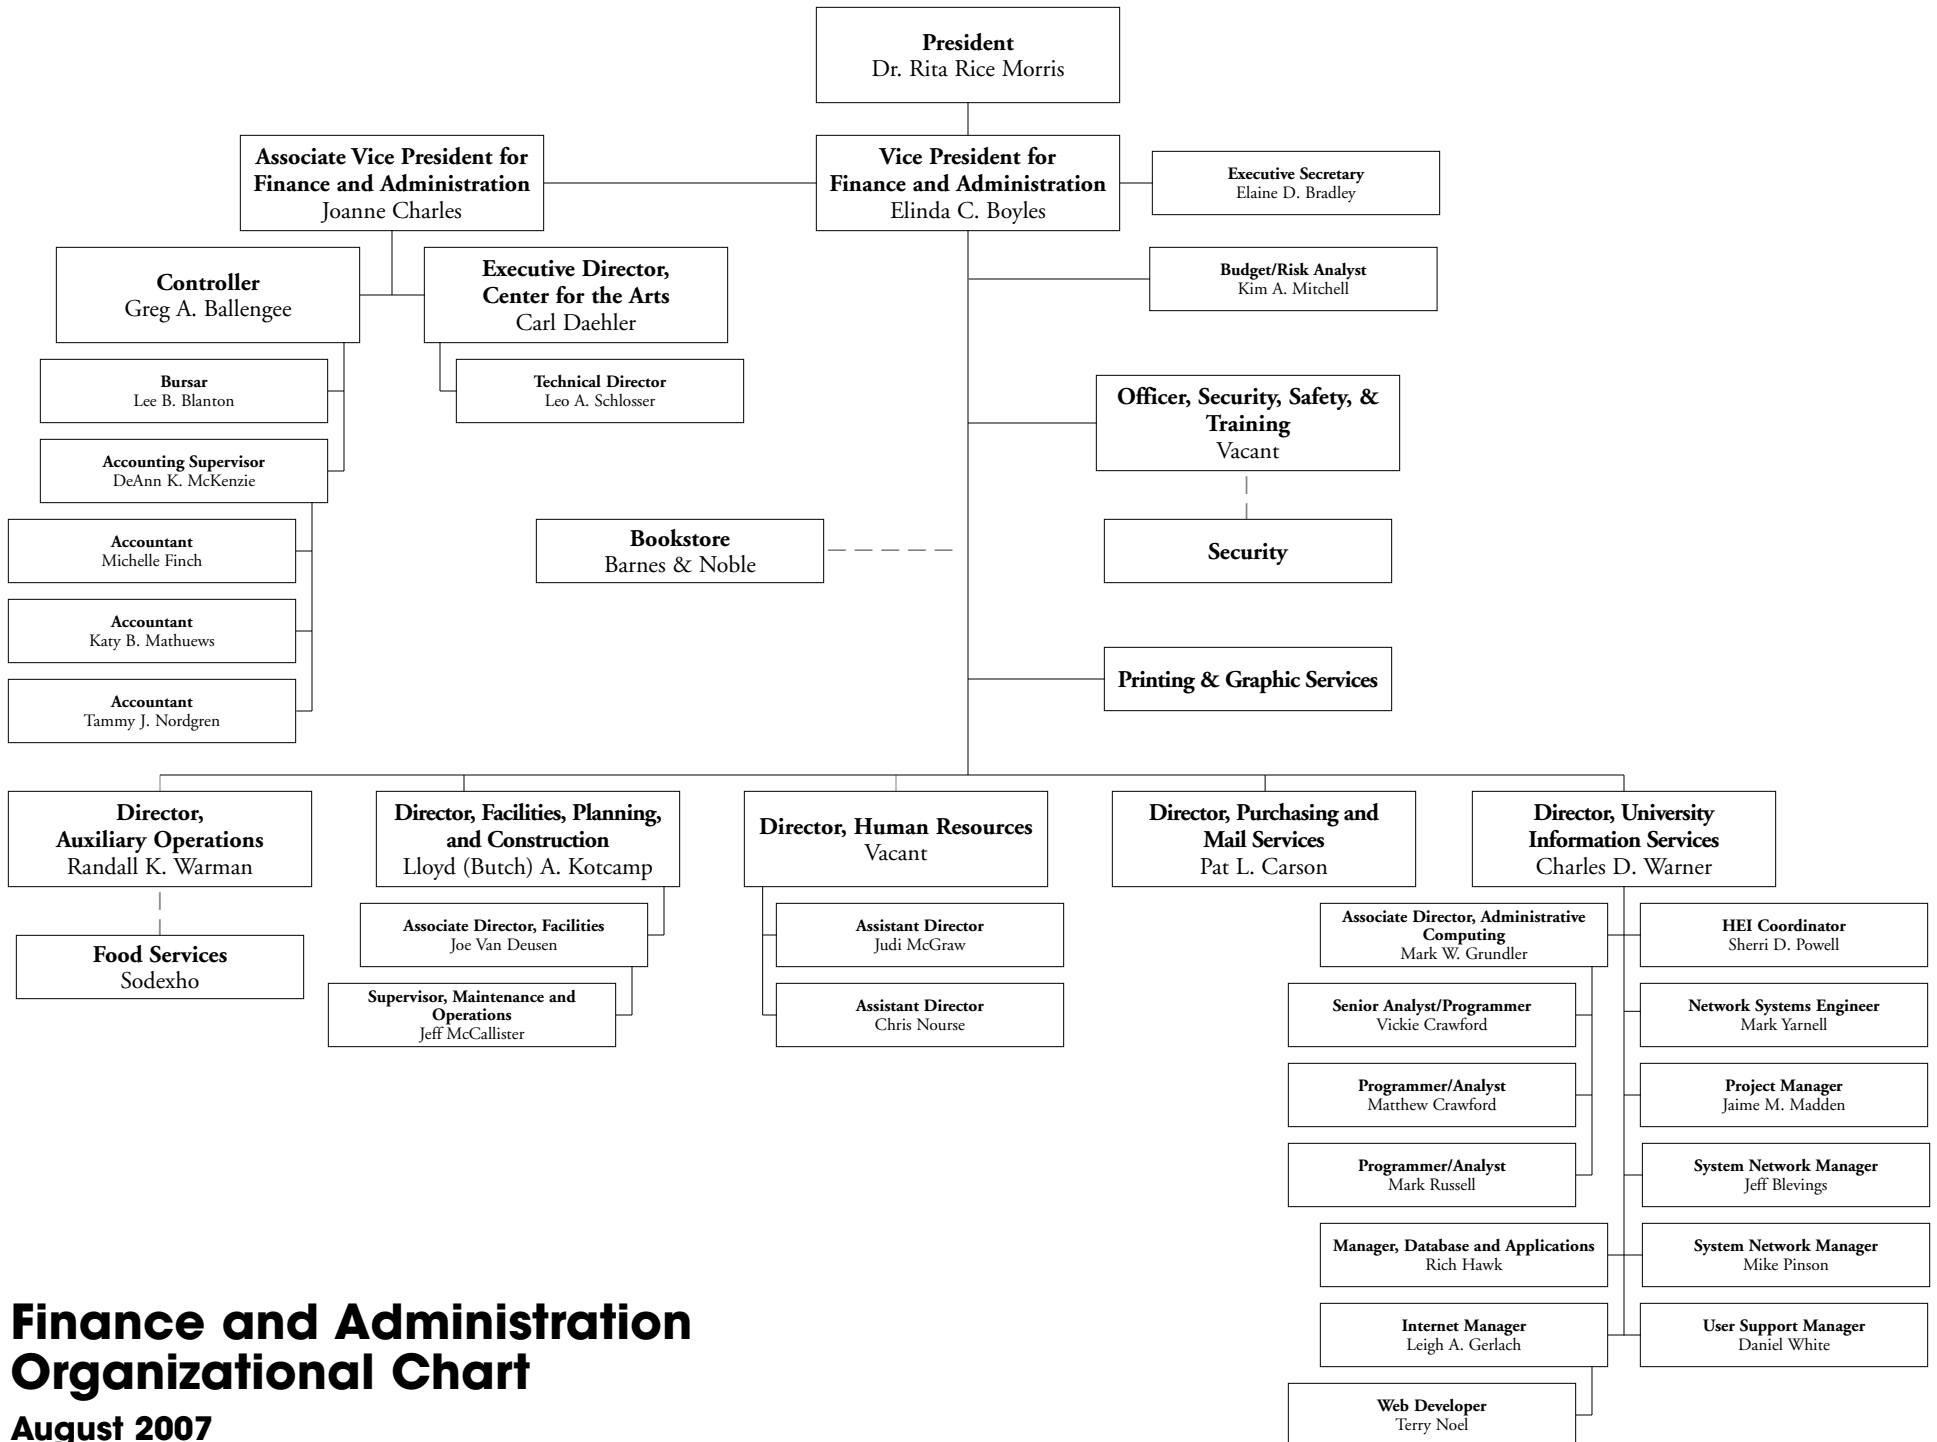 President
Dr. Rita Rice Morris
Associate Vice President for
Finance and Administration
Joanne Charles
Vice President for
Finance and Administration
Elinda C. Boyles
Executive Secretary
Elaine D. Bradley
Controller
Greg A. Ballengee
Executive Director,
Center for the Arts
Carl Daehler
Budget/Risk Analyst
Kim A. Mitchell
Bursar
Lee B. Blanton
Technical Director
Leo A. Schlosser
Officer, Security, Safety, &
Training
Vacant
Accounting Supervisor
DeAnn K. McKenzie
Accountant
Michelle Finch
Bookstore
Barnes & Noble
Security
Accountant
Katy B. Mathuews
Accountant
Tammy J. Nordgren
Printing & Graphic Services
Director,
Auxiliary Operations
Randall K. Warman
Director, Facilities, Planning,
and Construction
Lloyd (Butch) A. Kotcamp
Director, Human Resources
Vacant
Director, Purchasing and
Mail Services
Pat L. Carson
Director, University
Information Services
Charles D. Warner
Food Services
Sodexho
Associate Director, Facilities
Joe Van Deusen
Supervisor, Maintenance and
Operations
Jeff McCallister
Assistant Director
Judi McGraw
Assistant Director
Chris Nourse
Associate Director, Administrative
Computing
Mark W. Grundler
HEI Coordinator
Sherri D. Powell
Senior Analyst/Programmer
Vickie Crawford
Network Systems Engineer
Mark Yarnell
Programmer/Analyst
Matthew Crawford
Project Manager
Jaime M. Madden
Programmer/Analyst
Mark Russell
System Network Manager
Jeff Blevings
Manager, Database and Applications
Rich Hawk
System Network Manager
Mike Pinson
Internet Manager
Leigh A. Gerlach
User Support Manager
Daniel White
Web Developer
Terry Noel
Finance and Administration
Organizational Chart
August 2007